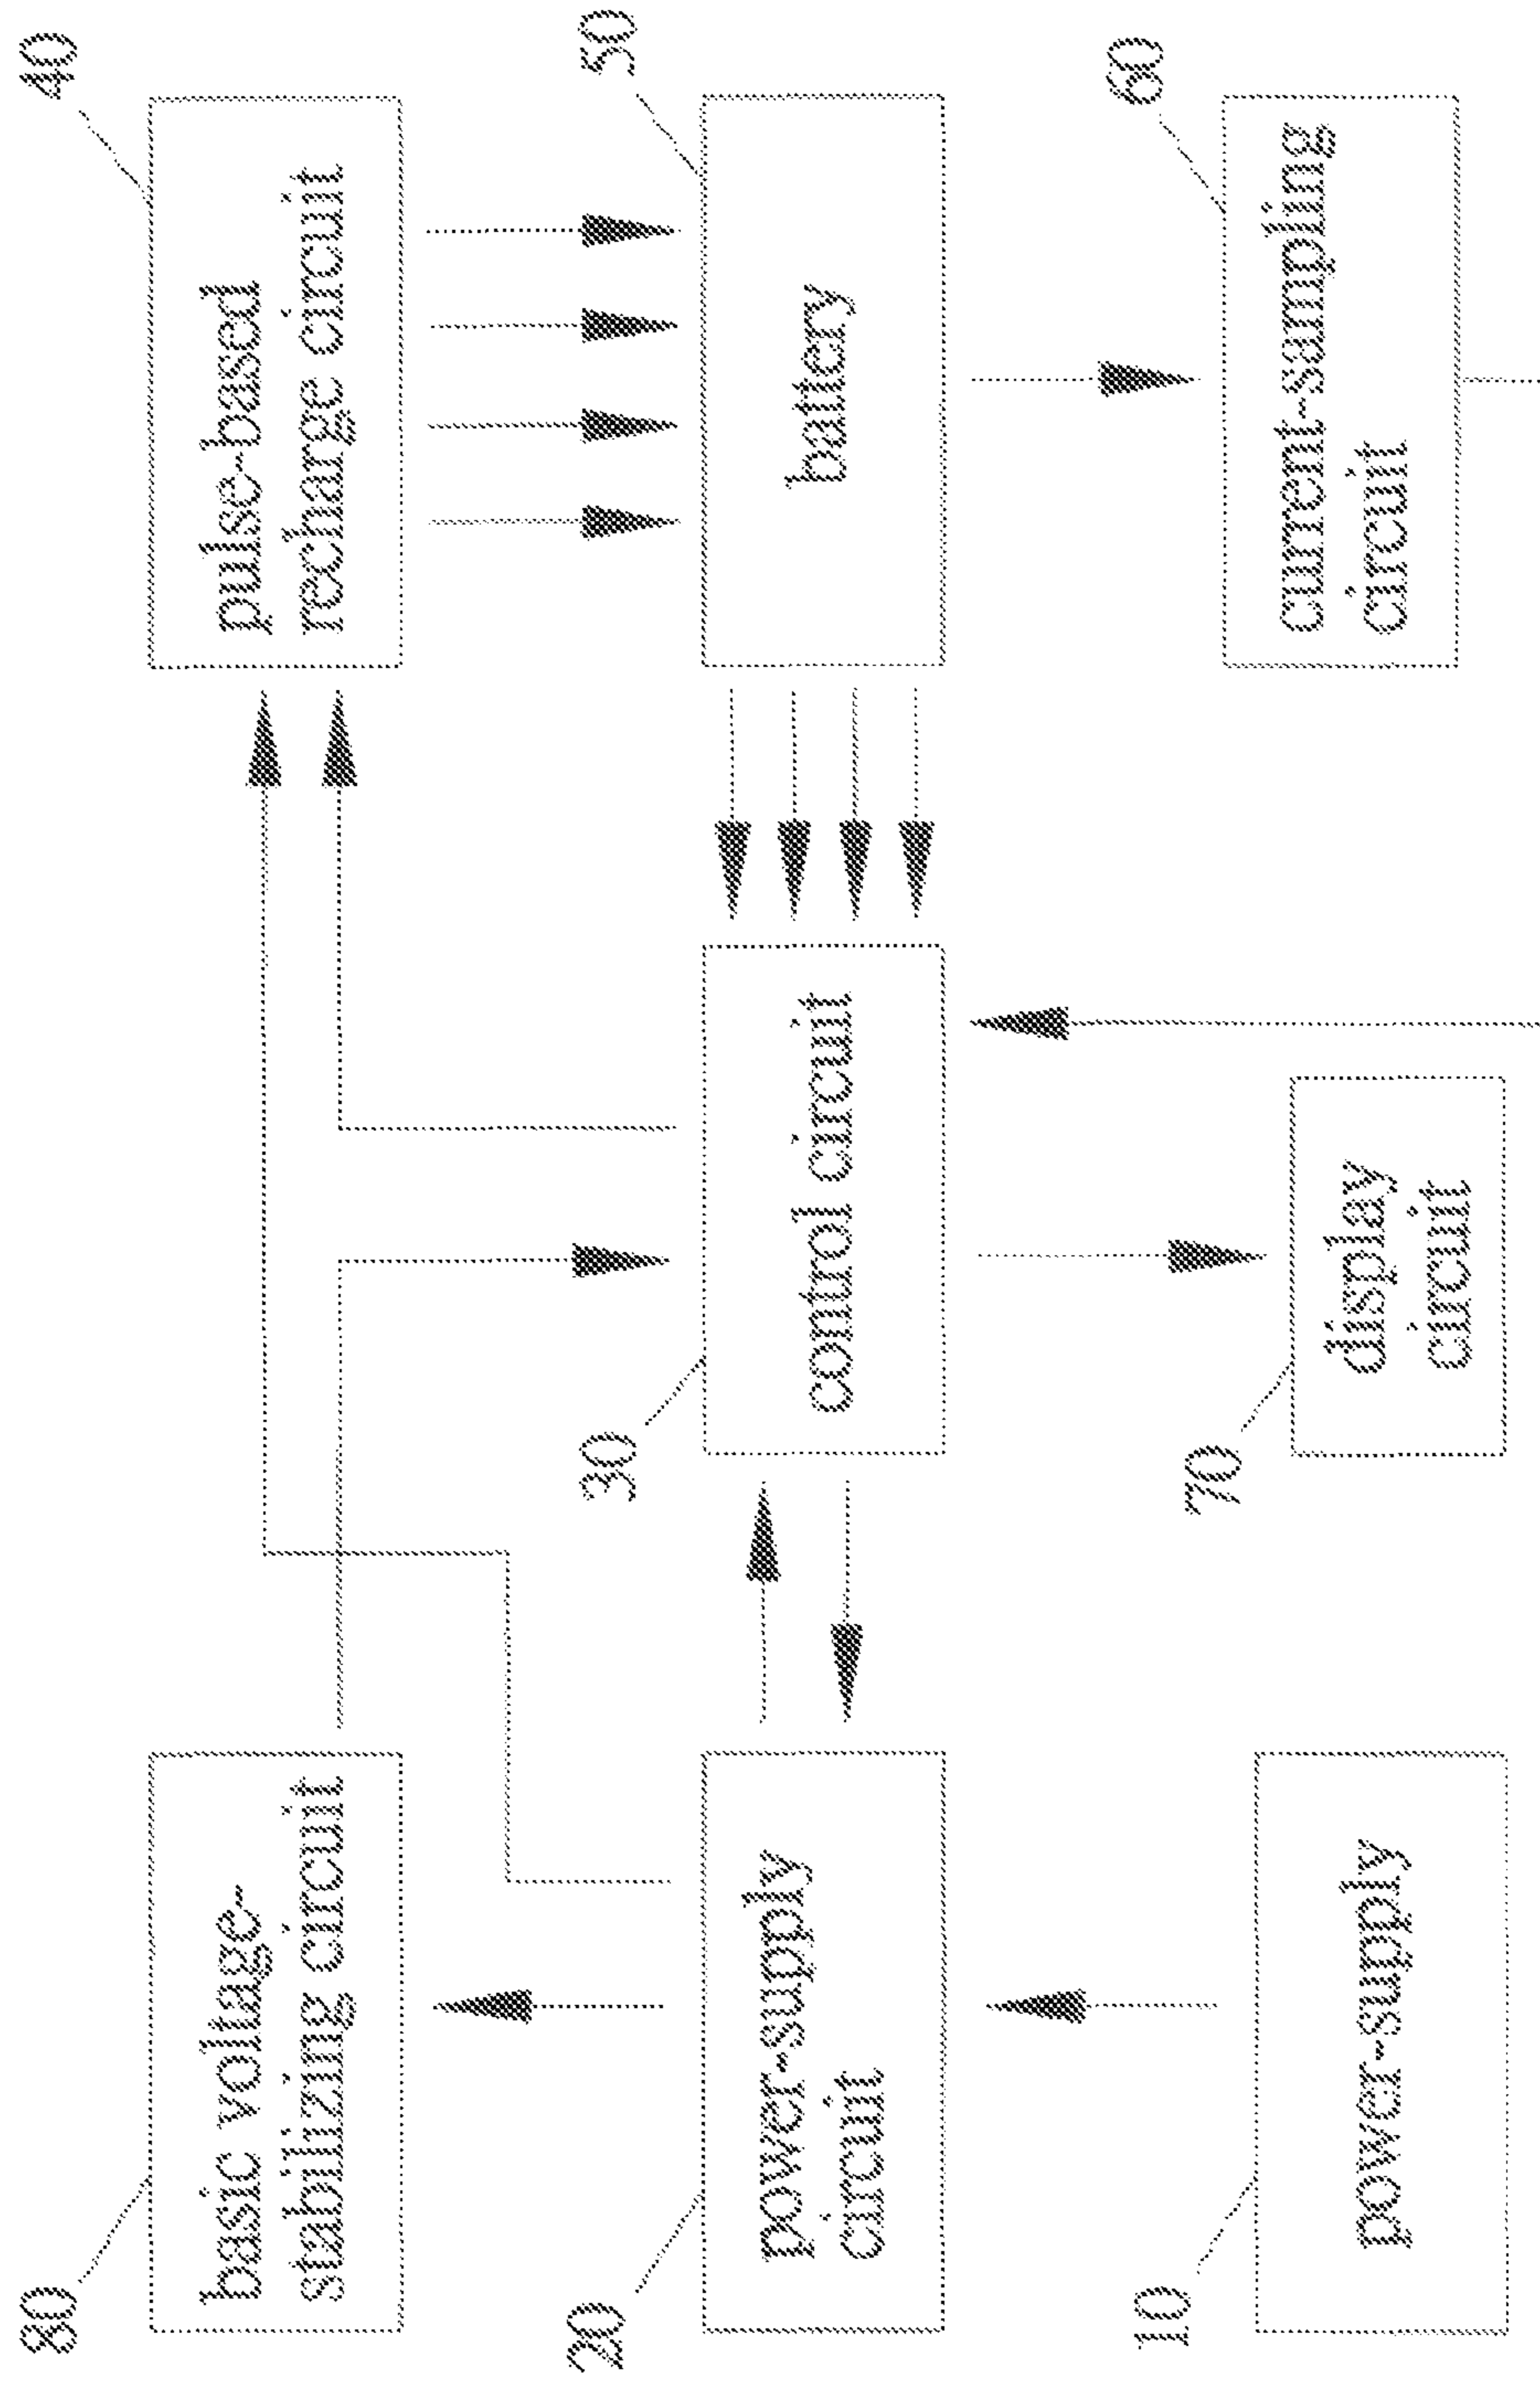 80
basic voltage-
stabilizing circuit
40
pulse-based
recharge circuit
20
power-supply
circuit
30
control circuit
50
battery
10
power-supply
70
display
circuit
60
current-sampling
circuit